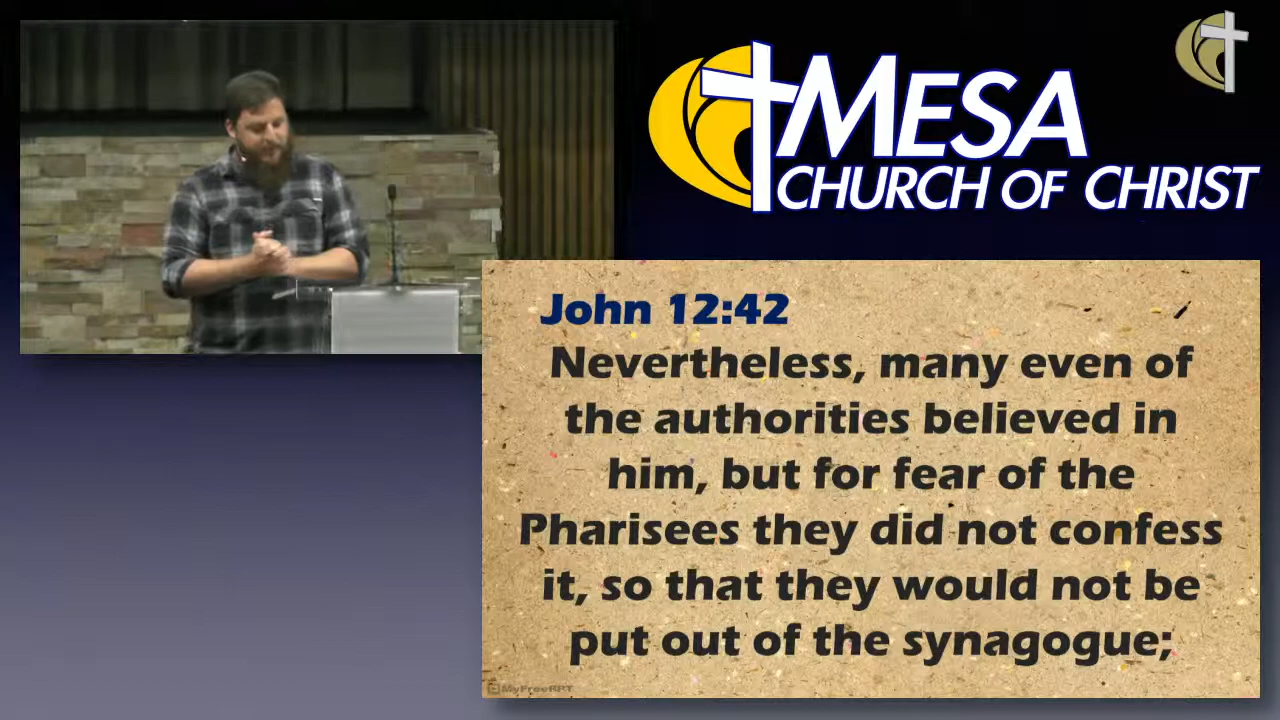 MESA
CHURCH OF CHRIST
John 12:42
Nevertheless, many even of
the authorities believed in
him, but for fear of the
Pharisees they did not confess
it, so that they would not be
put out of the synagogue;
MyFreePPT